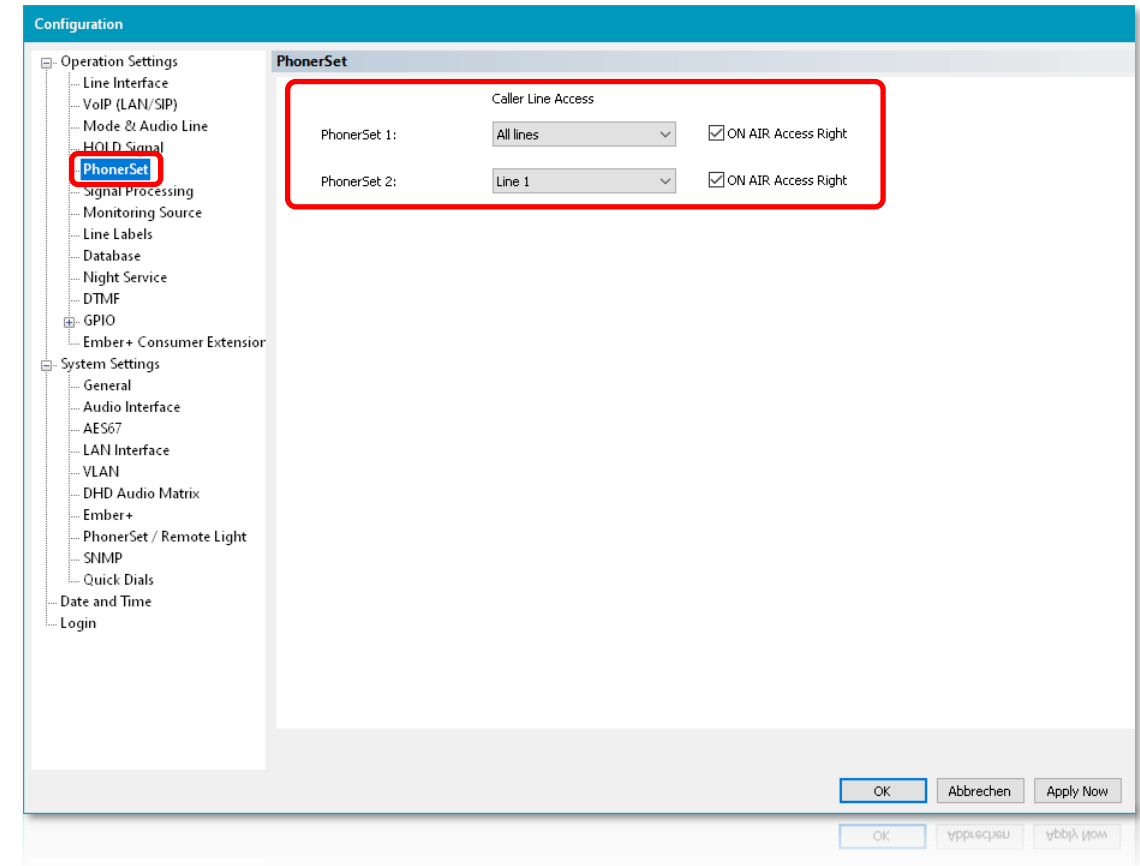 Configuration
Operation Settings
Line Interface
VoIP (LAN/SIP)
Mode & Audio Line
HOLD Signal
PhonerSet
Signal Processing
Monitoring Source
Line Labels
Database
Night Service
DTMF
GPIO
Ember+ Consumer Extension
System Settings
General
Audio Interface
AES67
LAN Interface
VLAN
DHD Audio Matrix
Ember+
PhonerSet / Remote Light
SNMP
Quick Dials
Date and Time
Login
PhonerSet
Caller Line Access
PhonerSet 1: All lines ON AIR Access Right
PhonerSet 2: Line 1 ON AIR Access Right
OK Abbrechen Apply Now